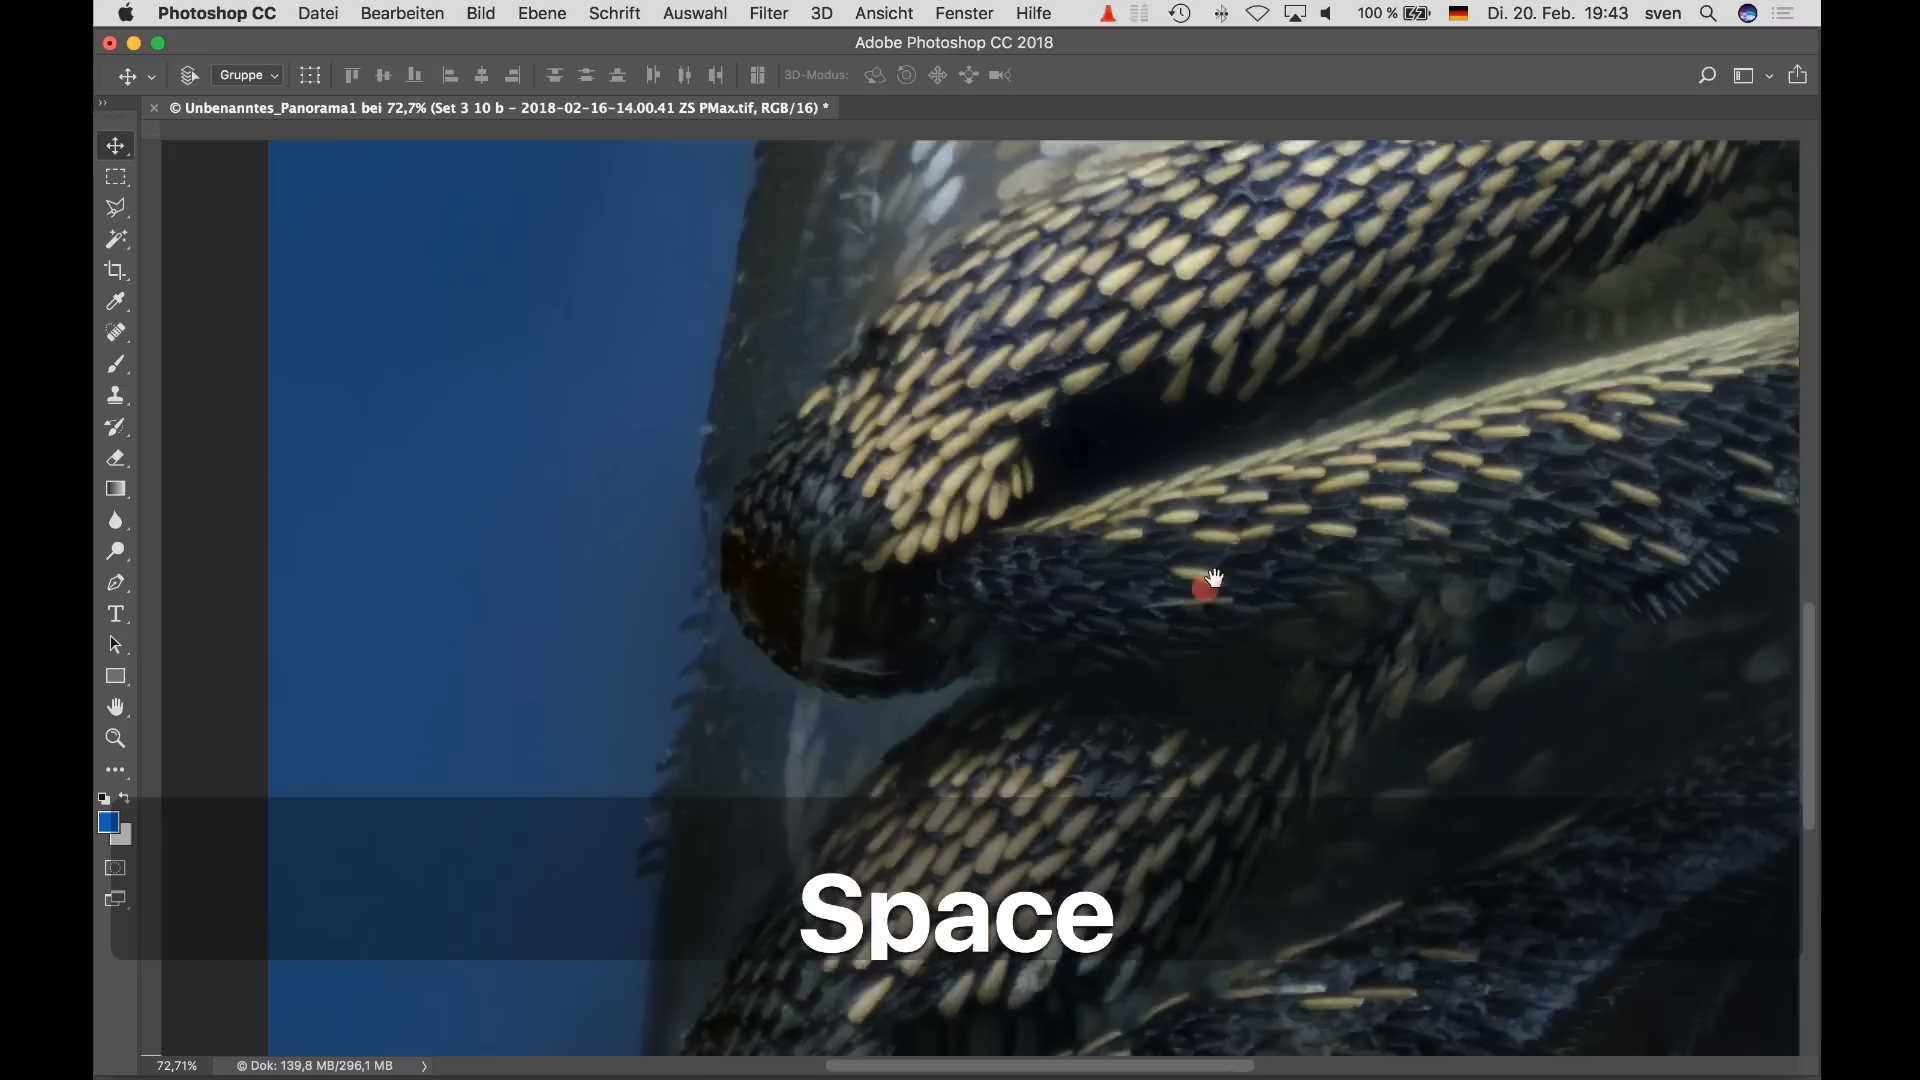 Photoshop CC Datei Bearbeiten Bild Ebene Schrift Auswahl Filter 3D Ansicht Fenster Hilfe 100 % Di. 20. Feb. 19:43 sven
Adobe Photoshop CC 2018
Gruppe 3D-Modus:
© Unbenanntes_Panorama1 bei 72,7% (Set 3 10 b - 2018-02-16-14.00.41 ZS PMax.tif, RGB/16) *
Space
72,71% © Dok: 139,8 MB/296,1 MB